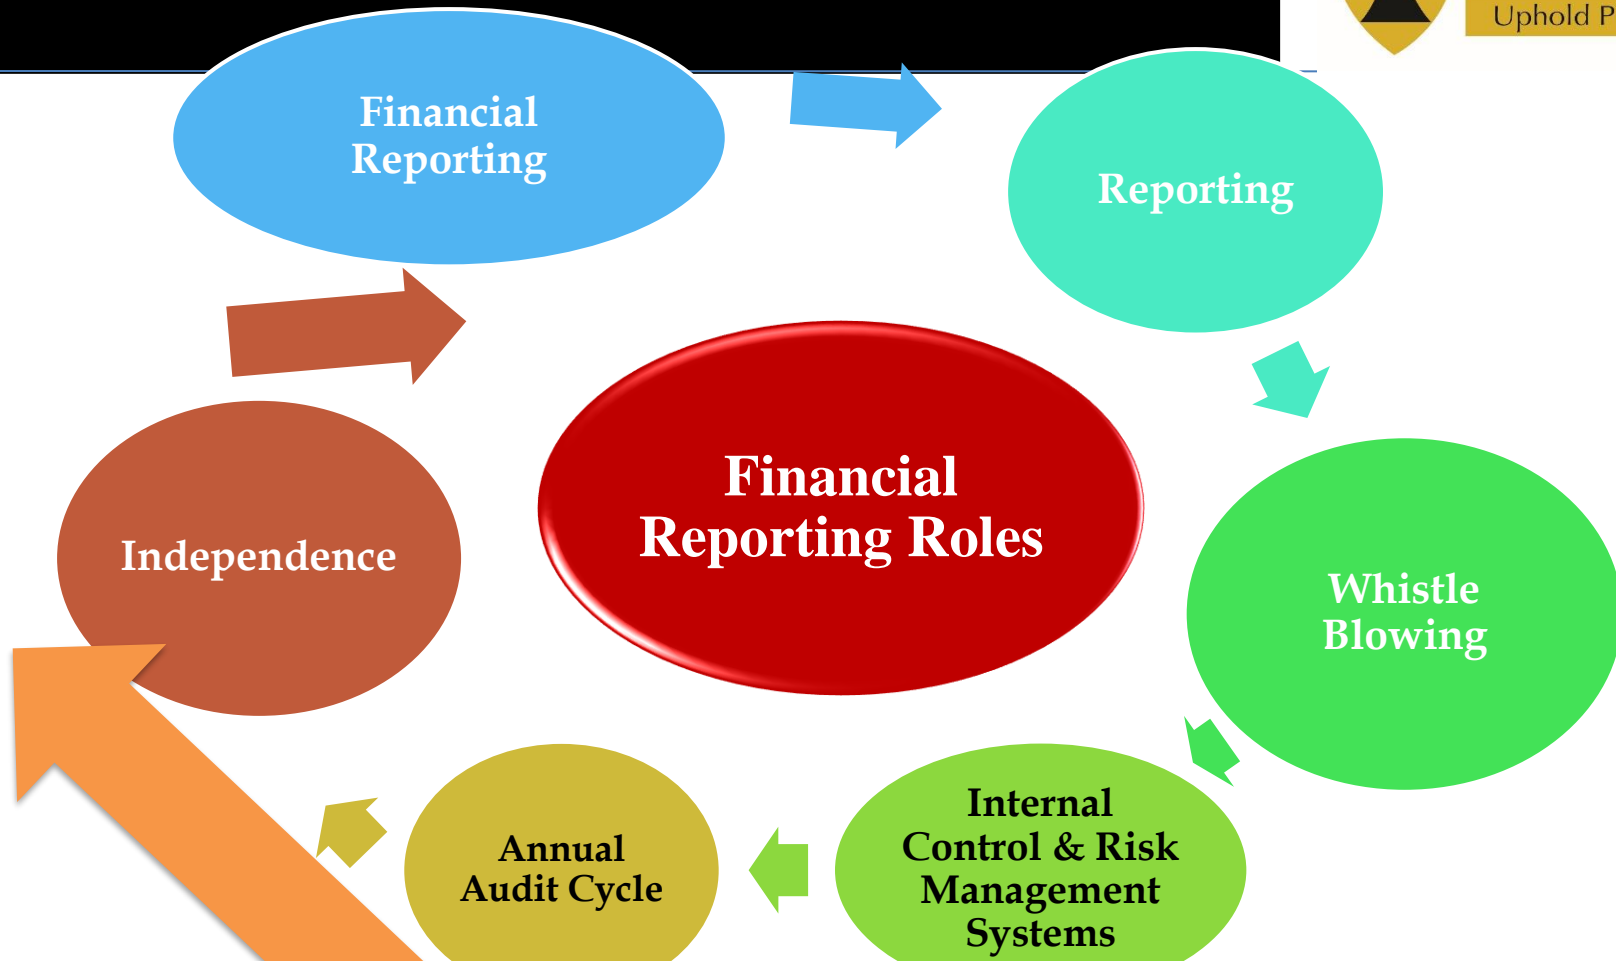 Uphold P
Financial
Reporting
Reporting
Financial
Reporting Roles
Independence
Whistle
Blowing
Internal
Control & Risk
Management
Systems
Annual
Audit Cycle